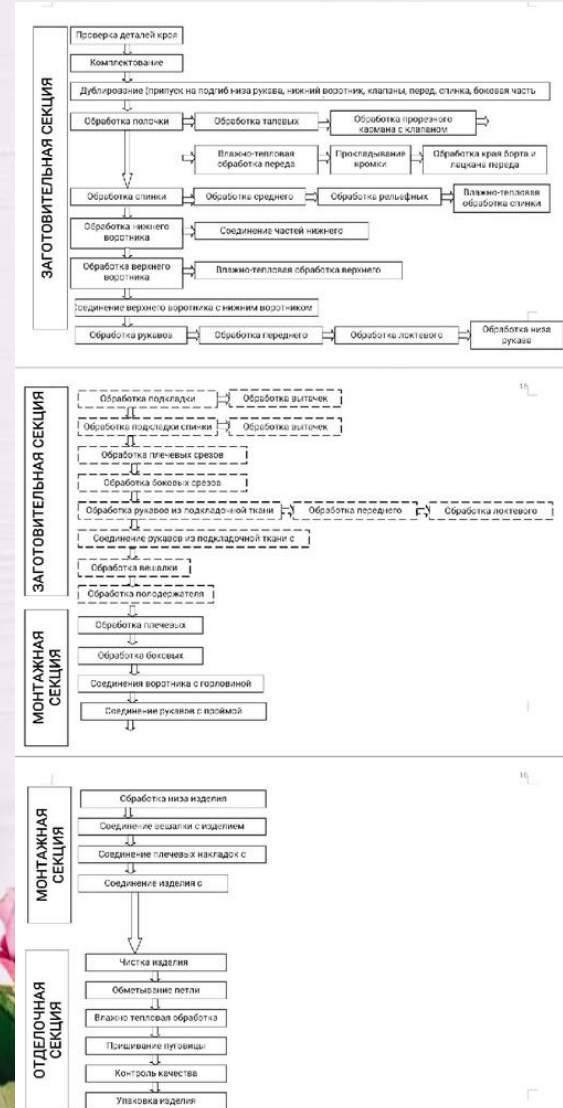 ЗАГОТОВИТЕЛЬНАЯ СЕКЦИЯ
Проверка деталей кроя
Комплектование
Дублирование (припуск на подгиб низа рукава, нижний воротник, клапаны, перед, спинка, боковая часть
Обработка полочки
Обработка талевых
Обработка прорезного
кармана с клапаном
Влажно-тепловая
обработка переда
Прокладывание
кромки
Обработка края борта и
лацкана переда
Обработка спинки
Обработка среднего
Обработка рельефных
Влажно-тепловая
обработка спинки
Обработка нижнего
воротника
Соединение частей нижнего
Обработка верхнего
воротника
Влажно-тепловая обработка верхнего
Соединение верхнего воротника с нижним воротником
Обработка рукавов
Обработка переднего
Обработка локтевого
Обработка низа
рукава
ЗАГОТОВИТЕЛЬНАЯ СЕКЦИЯ
Обработка подкладки
Обработка вытачек
Обработка подкладки спинки
Обработка вытачек
Обработка плечевых срезов
Обработка боковых срезов
Обработка рукавов из подкладочной ткани
Обработка переднего
Обработка локтевого
Соединение рукавов из подкладочной ткани с
Обработка вешалки
Обработка полодержателя
МОНТАЖНАЯ
СЕКЦИЯ
Обработка плечевых
Обработка боковых
Соединения воротника с горловиной
Соединение рукавов с проймой
МОНТАЖНАЯ
СЕКЦИЯ
Обработка низа изделия
Соединение вешалки с изделием
Соединение плечевых накладок с
Соединение изделия с
ОТДЕЛОЧНАЯ
СЕКЦИЯ
Чистка изделия
Обметывание петли
Влажно тепловая обработка
Пришивание пуговицы
Контроль качества
Упаковка изделия